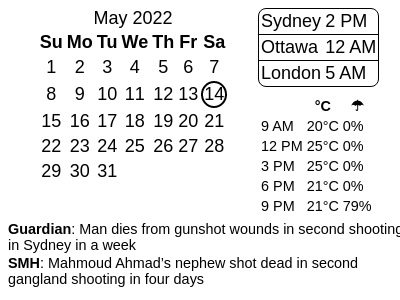 May 2022
Su Mo Tu We Th Fr Sa
1 2 3 4 5 6 7
8 9 10 11 12 13 14
15 16 17 18 19 20 21
22 23 24 25 26 27 28
29 30 31
Sydney 2 PM
Ottawa 12 AM
London 5 AM
°C ☂
9 AM 20°C 0%
12 PM 25°C 0%
3 PM 25°C 0%
6 PM 21°C 0%
9 PM 21°C 79%
Guardian: Man dies from gunshot wounds in second shooting
in Sydney in a week
SMH: Mahmoud Ahmad's nephew shot dead in second
gangland shooting in four days